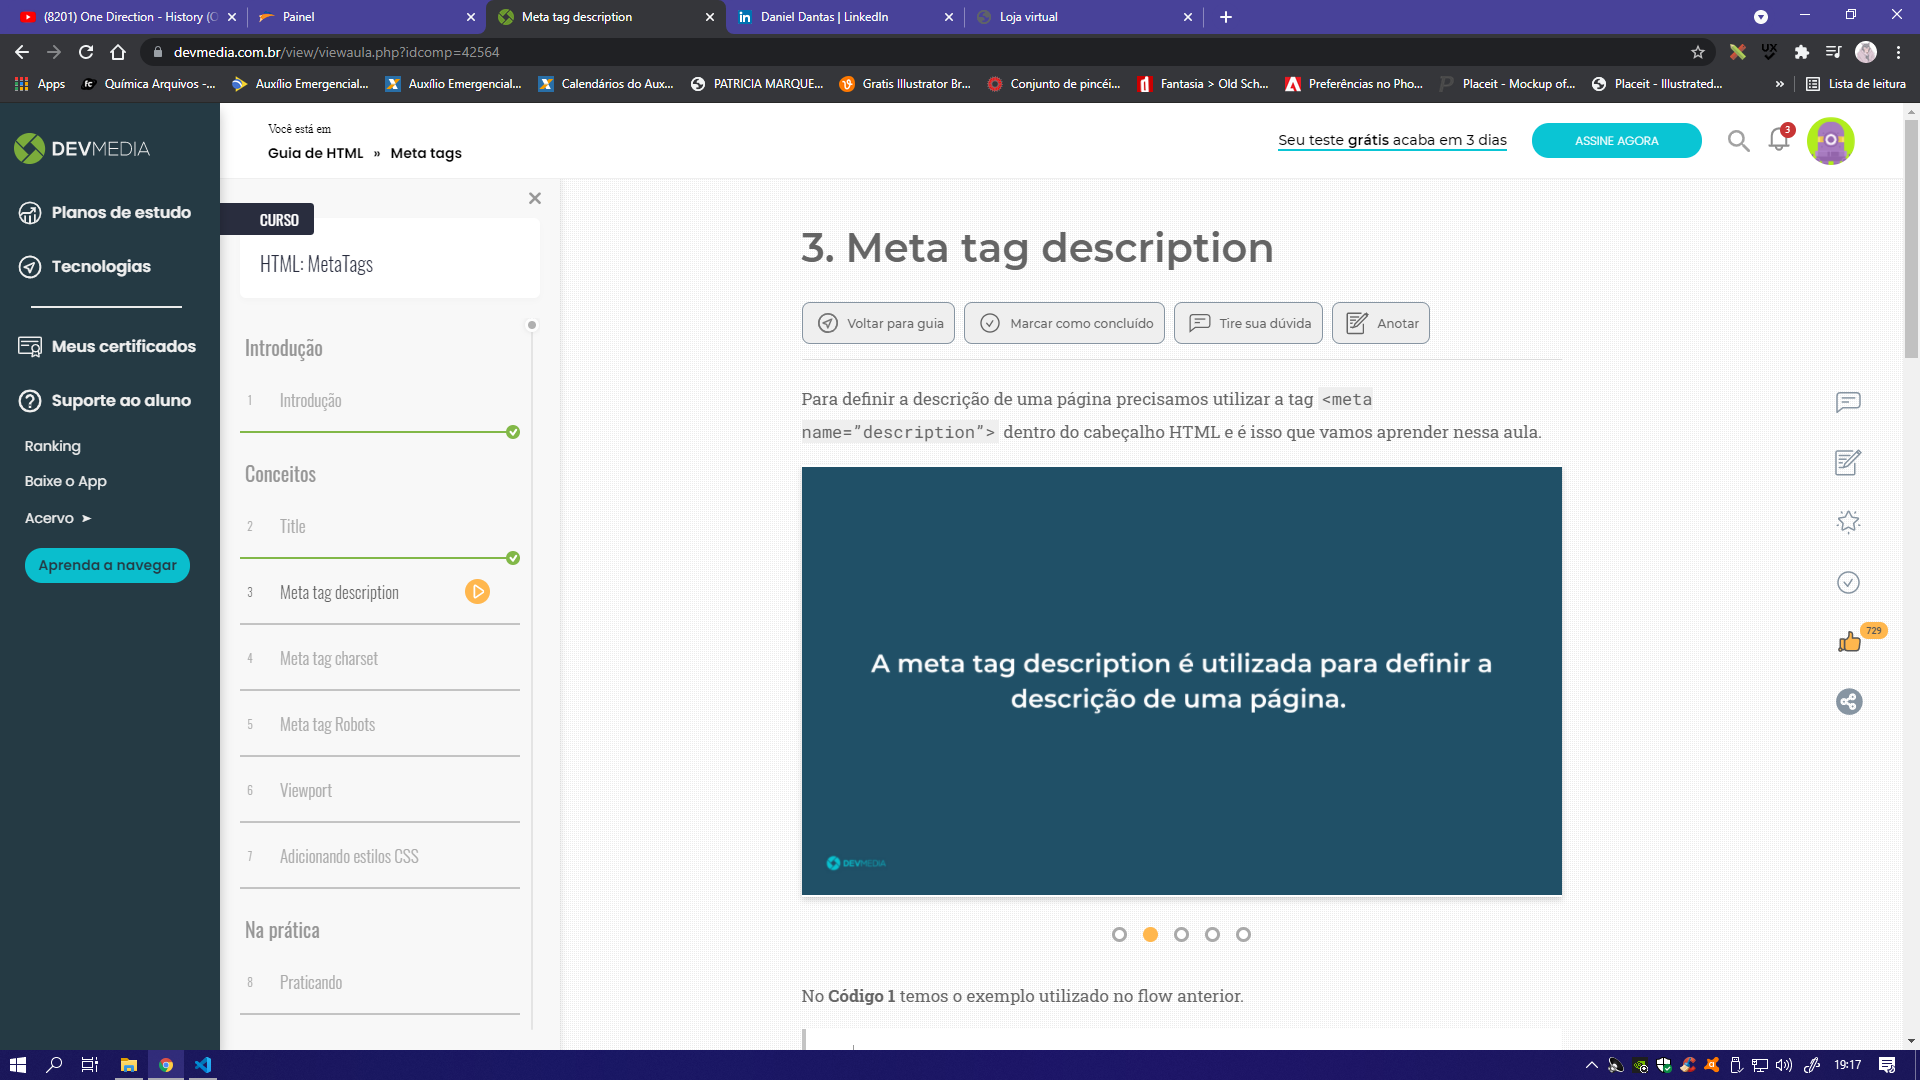 (8201) One Direction - History (O
Painel
Meta tag description
Daniel Dantas | LinkedIn
Loja virtual
devmedia.com.br/view/viewaula.php?idcomp=42564
Apps
Química Arquivos -...
Auxílio Emergencial...
Auxílio Emergencial...
Calendários do Aux...
PATRICIA MARQUE...
Gratis Illustrator Br...
Conjunto de pincéi...
Fantasia > Old Sch...
Preferências no Pho...
Placeit - Mockup of...
Placeit - Illustrated...
»
Lista de leitura
DEVMEDIA
Planos de estudo
Tecnologias
Meus certificados
Suporte ao aluno
Ranking
Baixe o App
Acervo ➤
Aprenda a navegar
Você está em
Guia de HTML » Meta tags
Seu teste grátis acaba em 3 dias
ASSINE AGORA
3
CURSO
HTML: MetaTags
Introdução
1 Introdução
Conceitos
2 Title
3 Meta tag description
4 Meta tag charset
5 Meta tag Robots
6 Viewport
7 Adicionando estilos CSS
Na prática
8 Praticando
3. Meta tag description
Voltar para guia
Marcar como concluído
Tire sua dúvida
Anotar
Para definir a descrição de uma página precisamos utilizar a tag <meta
name=”description”> dentro do cabeçalho HTML e é isso que vamos aprender nessa aula.
A meta tag description é utilizada para definir a
descrição de uma página.
DEVMEDIA
No Código 1 temos o exemplo utilizado no flow anterior.
729
19:17